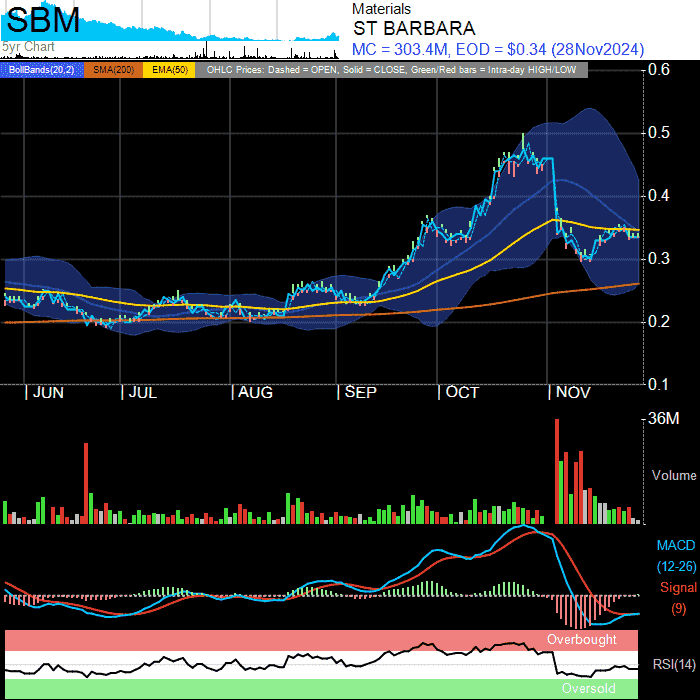 SBM
5yr Chart
Materials
ST BARBARA
MC = 303.4M, EOD = $0.34 (28Nov2024)
BollBands(20,2) SMA(200) EMA(50) OHLC Prices: Dashed = OPEN, Solid = CLOSE, Green/Red bars = Intra-day HIGH/LOW
0.6
0.5
0.4
0.3
0.2
0.1
JUN JUL AUG SEP OCT NOV
36M
Volume
MACD
(12-26)
Signal
(9)
Overbought
RSI(14)
Oversold